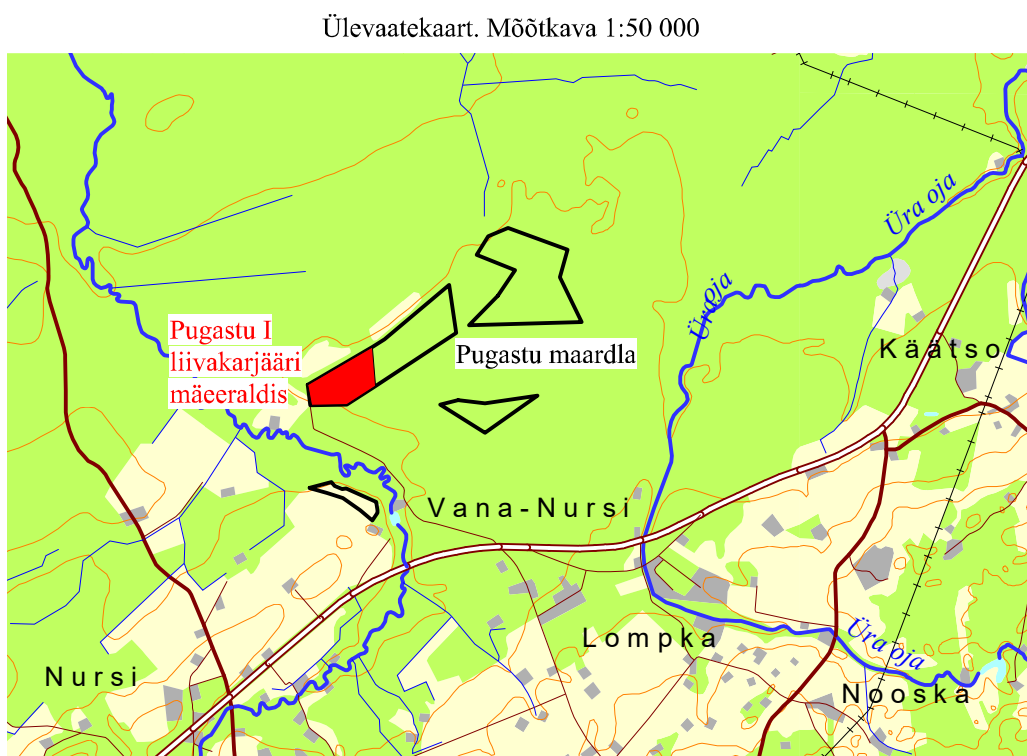 Ülevaatekaart. Mõõtkava 1:50 000
Üra oja
Üra oja
Pugastu I
liivakarjääri
mäeeraldis
Pugastu maardla
Käätso
Vana-Nursi
Lompka
Üra oja
Nursi
Nooska